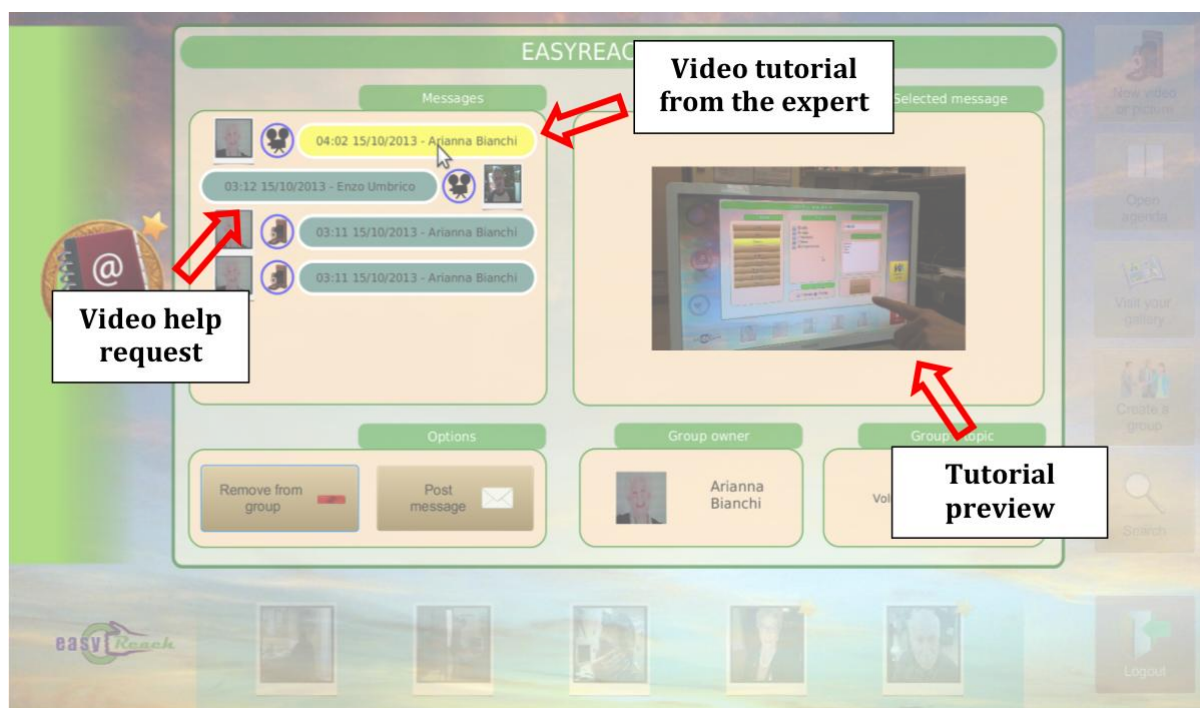 EASYREAC
Video tutorial
from the expert
Messages
Selected message
New video
or picture
04:02 15/10/2013 - Arianna Bianchi
03:12 15/10/2013 - Enzo Umbrico
03:11 15/10/2013 - Arianna Bianchi
03:11 15/10/2013 - Arianna Bianchi
Open
agenda
@
Video help
request
Visit your
gallery
Create a
group
Options
Group owner
Group topic
Remove from
group
Post
message
Arianna
Bianchi
Vol
Tutorial
preview
Search
easy Reach
Logout